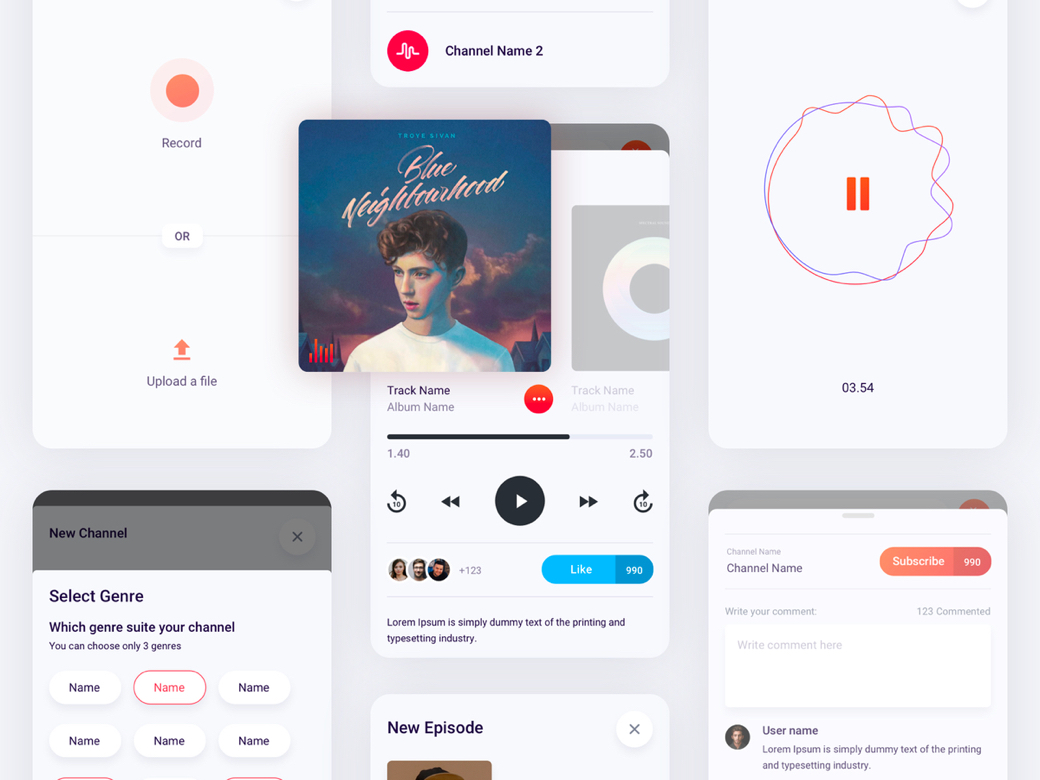 Record
OR
Upload a file
Channel Name 2
TROYE SIVAN
Blue
Neighbourhood
Track Name
Album Name
Track Name
Album Name
1.40
2.50
10
10
+123
Like
990
Lorem Ipsum is simply dummy text of the printing and
typesetting industry.
03.54
New Channel
Select Genre
Which genre suite your channel
You can choose only 3 genres
Name
Name
Name
Name
Name
Name
New Episode
Channel Name
Channel Name
Subscribe
990
Write your comment:
123 Commented
Write comment here
User name
Lorem Ipsum is simply dummy text of the printing
and typesetting industry.